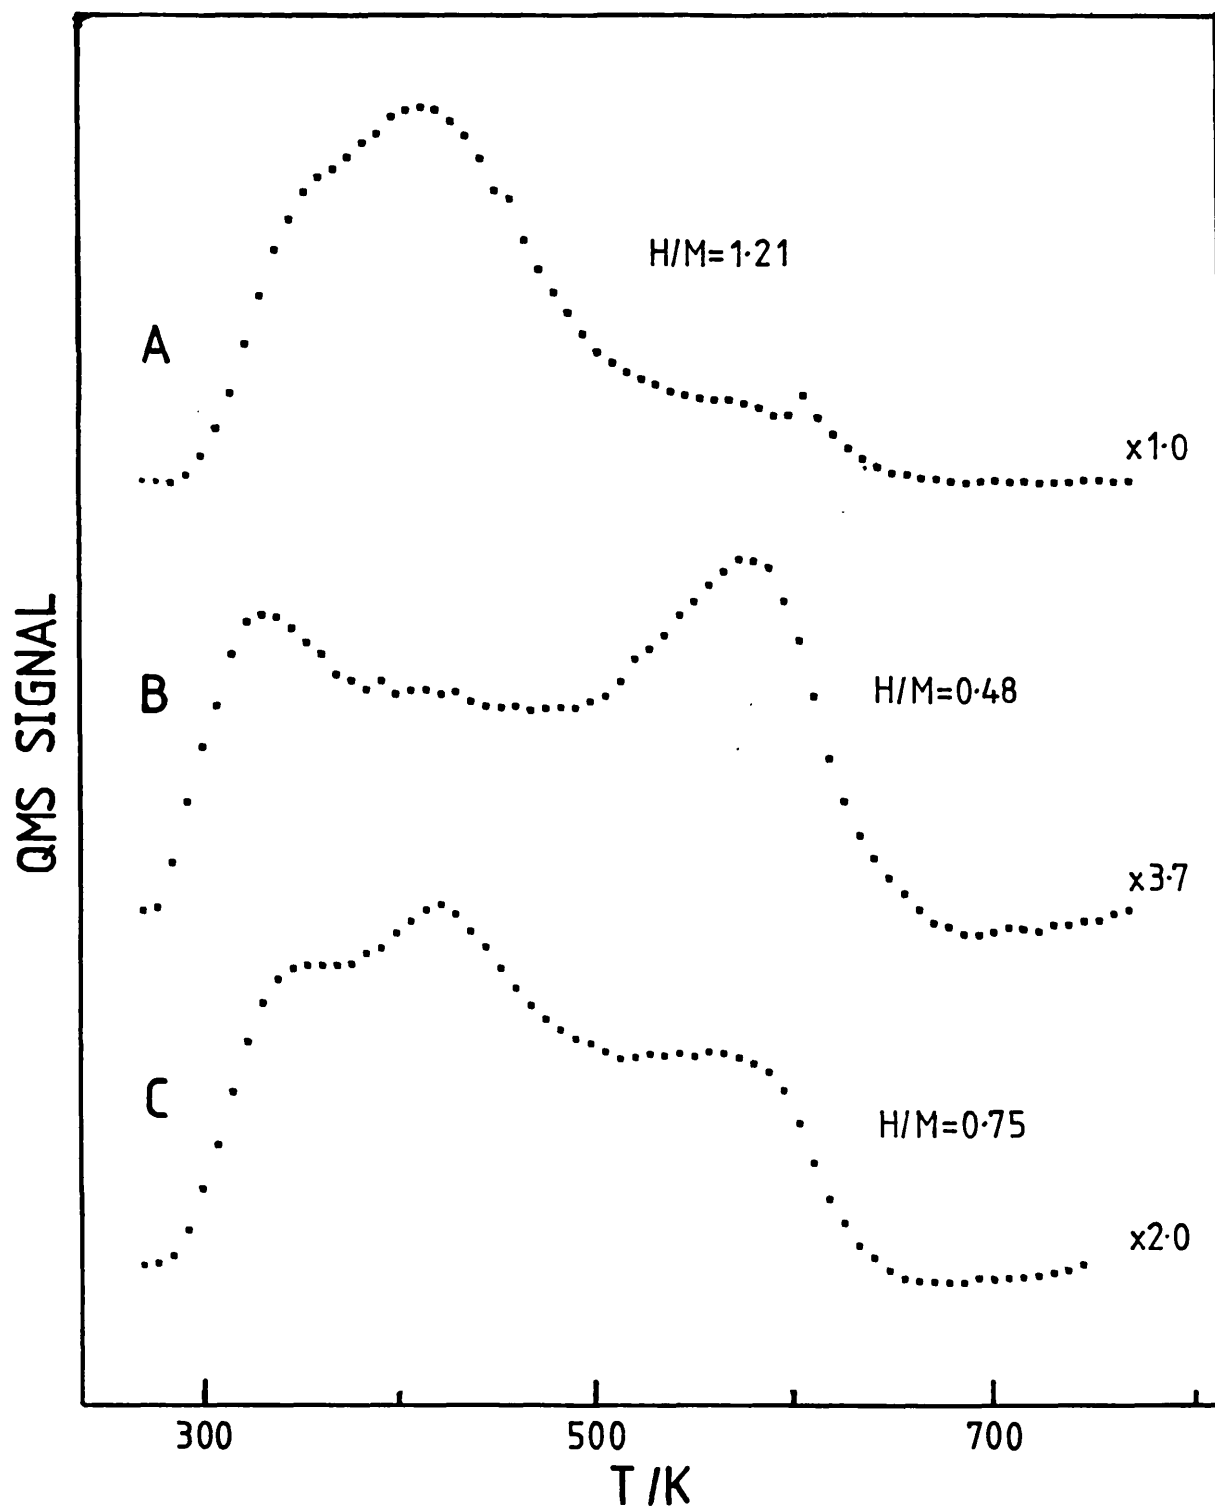 H/M=1·21
A
x1·0
QMS SIGNAL
B
H/M=0·48
x3·7
C
H/M=0·75
x2·0
300 500 700
T/K